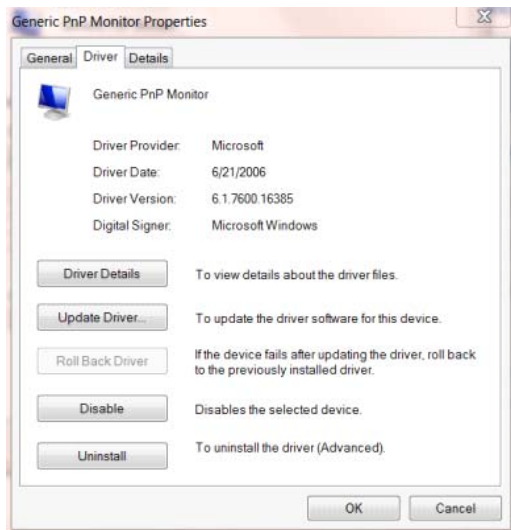 Generic PnP Monitor Properties
General Driver Details
Generic PnP Monitor
Driver Provider: Microsoft
Driver Date: 6/21/2006
Driver Version: 6.1.7600.16385
Digital Signer: Microsoft Windows
Driver Details To view details about the driver files.
Update Driver... To update the driver software for this device.
Roll Back Driver If the device fails after updating the driver, roll back
to the previously installed driver.
Disable Disables the selected device.
Uninstall To uninstall the driver (Advanced).
OK Cancel